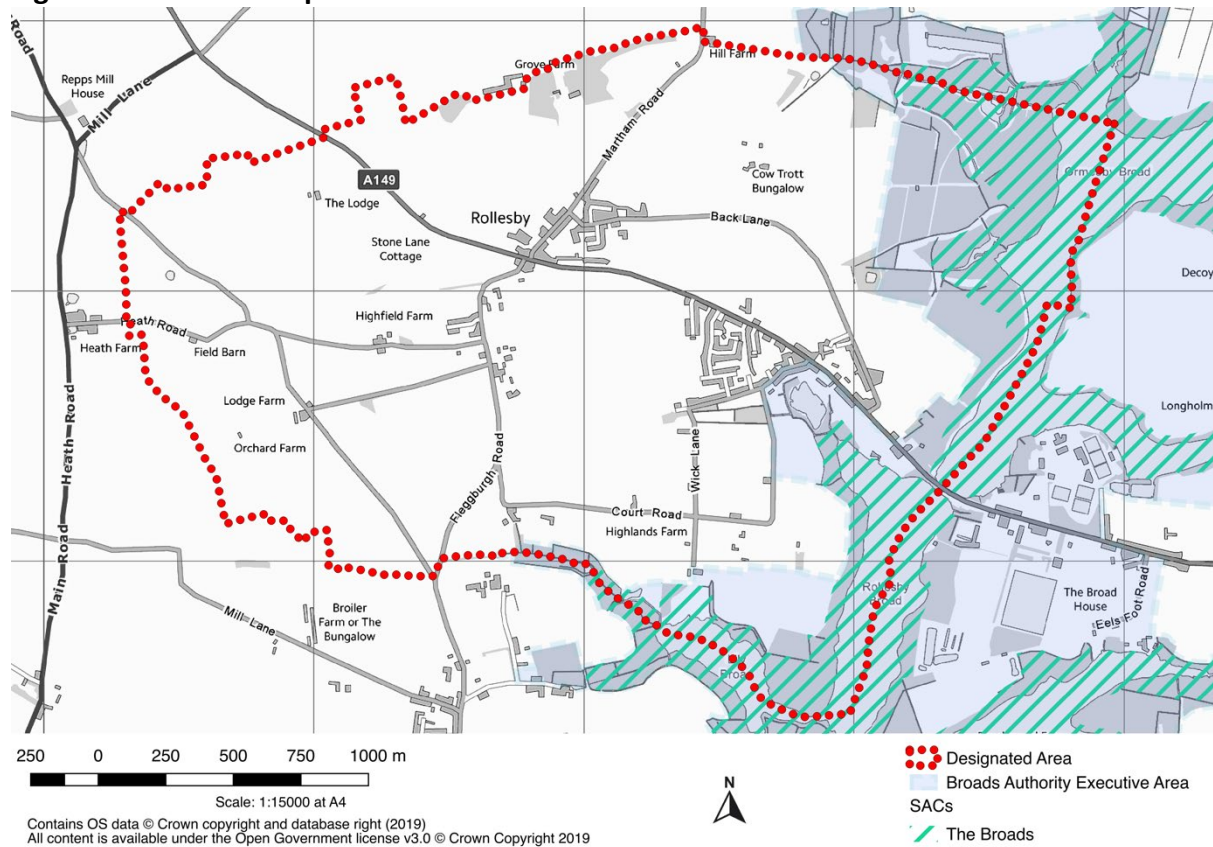 Road
Repps Mill
House
Mill Lane
Grove Farm
Hill Farm
Martham Road
A149
The Lodge
Cow Trott
Bungalow
Ormesby Broad
Rollesby
Back Lane
Stone Lane
Cottage
Decoy
Highfield Farm
Heath Road
Heath Farm
Field Barn
Longholm
Lodge Farm
Orchard Farm
Main Road
Heath Road
Fleggburgh Road
Wick Lane
Court Road
Highlands Farm
Rollesby
Broad
The Broad
House
Eels Foot Road
Broiler
Farm or The
Bungalow
Mill Lane
Broad
250 0 250 500 750 1000 m
Scale: 1:15000 at A4
N
Designated Area
Broads Authority Executive Area
SACs
The Broads
Contains OS data © Crown copyright and database right (2019)
All content is available under the Open Government license v3.0 © Crown Copyright 2019